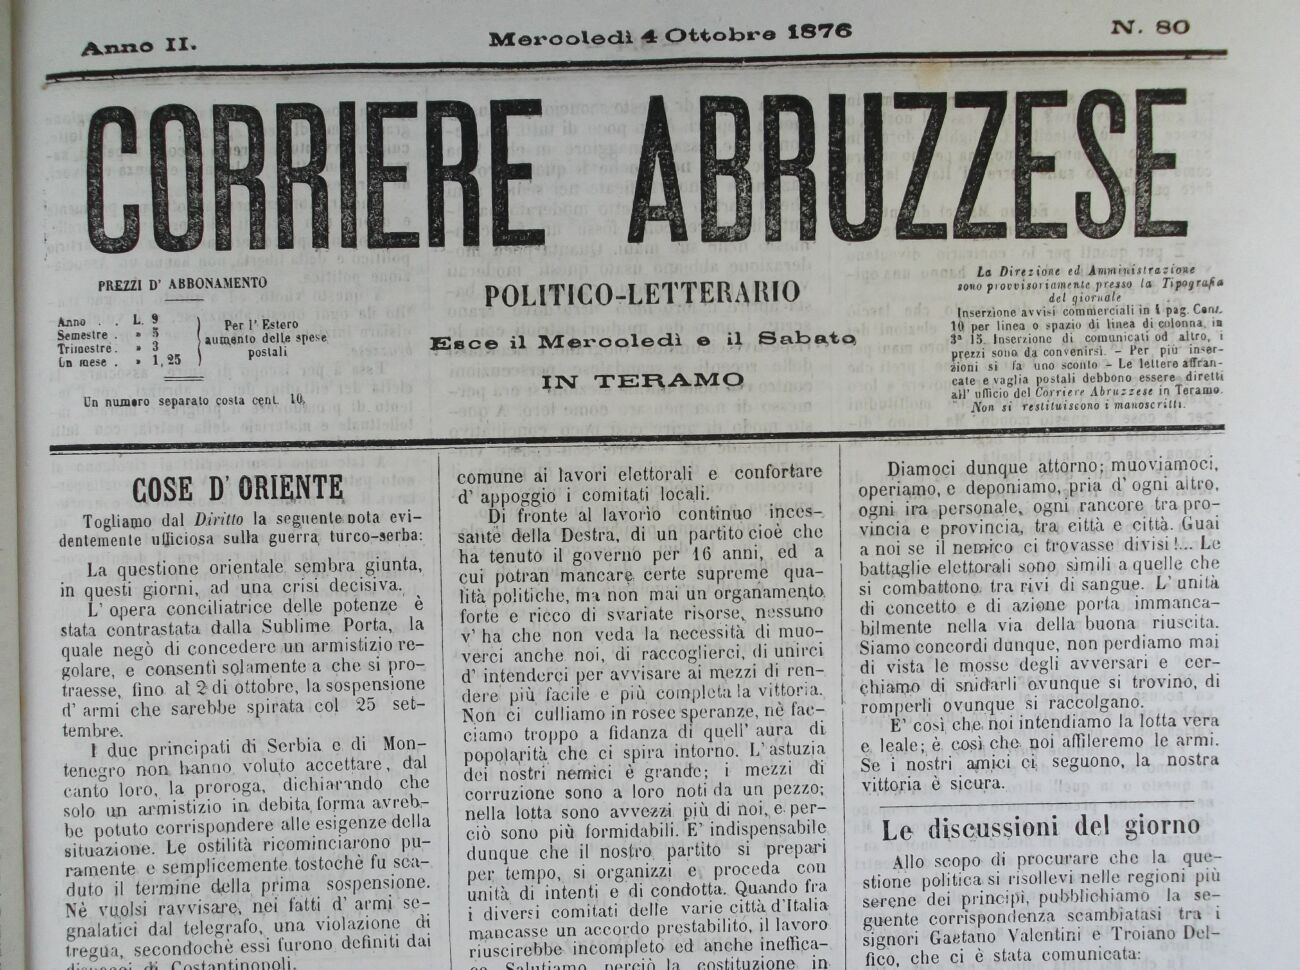 Anno II.
Mercoledì 4 Ottobre 1876
N. 80
CORRIERE ABRUZZESE
PREZZI D' ABBONAMENTO
Anno . . L. 9
Semestre . » 5
Trimestre . » 3
Un mese . » 1,25
Per l' Estero
aumento delle spese
postali
Un numero separato costa cent. 10.
POLITICO-LETTERARIO
Esce il Mercoledì e il Sabato
IN TERAMO
La Direzione ed Amministrazione
sono provvisoriamente presso la Tipografia
del giornale
Inserzione avvisi commerciali in 4 pag. Cent.
10 per linea o spazio di linea di colonna, in
3ª 15. Inserzione di comunicati od altro, i
prezzi sono da convenirsi. - Per più inser-
zioni si fa uno sconto - Le lettere affran-
cate e vaglia postali debbono essere diretti
all' ufficio del Corriere Abruzzese in Teramo.
Non si restituiscono i manoscritti.
COSE D' ORIENTE
Togliamo dal Diritto la seguente nota evi-
dentemente ufficiosa sulla guerra turco-serba:
La questione orientale sembra giunta,
in questi giorni, ad una crisi decisiva.
L' opera conciliatrice delle potenze è
stata contrastata dalla Sublime Porta, la
quale negò di concedere un armistizio re-
golare, e consentì solamente a che si pro-
traesse, fino al 2 di ottobre, la sospensione
d' armi che sarebbe spirata col 25 set-
tembre.
I due principati di Serbia e di Mon-
tenegro non hanno voluto accettare, dal
canto loro, la proroga, dichiarando che
solo un armistizio in debita forma avreb-
be potuto corrispondere alle esigenze della
situazione. Le ostilità ricominciarono pu-
ramente e semplicemente tostochè fu sca-
duto il termine della prima sospensione.
Nè vuolsi ravvisare, nei fatti d' armi se-
gnalatici dal telegrafo, una violazione di
tregua, secondochè essi furono definiti dai
dispacci di Costantinopoli.
comune ai lavori elettorali e confortare
d' appoggio i comitati locali.
Di fronte al lavorìo continuo inces-
sante della Destra, di un partito cioè che
ha tenuto il governo per 16 anni, ed a
cui potran mancare certe supreme qua-
lità politiche, ma non mai un organamento
forte e ricco di svariate risorse, nessuno
v' ha che non veda la necessità di muo-
verci anche noi, di raccoglierci, di unirci
d' intenderci per avvisare ai mezzi di ren-
dere più facile e più completa la vittoria.
Non ci culliamo in rosee speranze, nè fac-
ciamo troppo a fidanza di quell' aura di
popolarità che ci spira intorno. L' astuzia
dei nostri nemici è grande; i mezzi di
corruzione sono a loro noti da un pezzo;
nella lotta sono avvezzi più di noi, e per-
ciò sono più formidabili. E' indispensabile
dunque che il nostro partito si prepari
per tempo, si organizzi e proceda con
unità di intenti e di condotta. Quando fra
i diversi comitati delle varie città d'Italia
mancasse un accordo prestabilito, il lavoro
riuscirebbe incompleto ed anche ineffica-
ce. Salutiamo perciò la costituzione in
Diamoci dunque attorno; muoviamoci,
operiamo, e deponiamo, pria d' ogni altro,
ogni ira personale, ogni rancore tra pro-
vincia e provincia, tra città e città. Guai
a noi se il nemico ci trovasse divisi!... Le
battaglie elettorali sono simili a quelle che
si combattono tra rivi di sangue. L' unità
di concetto e di azione porta immanca-
bilmente nella via della buona riuscita.
Siamo concordi dunque, non perdiamo mai
di vista le mosse degli avversari e cer-
chiamo di snidarli ovunque si trovino, di
romperli ovunque si raccolgano.
E' così che noi intendiamo la lotta vera
e leale; è così che noi affileremo le armi.
Se i nostri amici ci seguono, la nostra
vittoria è sicura.
Le discussioni del giorno
Allo scopo di procurare che la que-
stione politica si risollevi nelle regioni più
serene dei principi, pubblichiamo la se-
guente corrispondenza scambiatasi tra i
signori Gaetano Valentini e Troiano Del-
fico, che ci è stata comunicata: